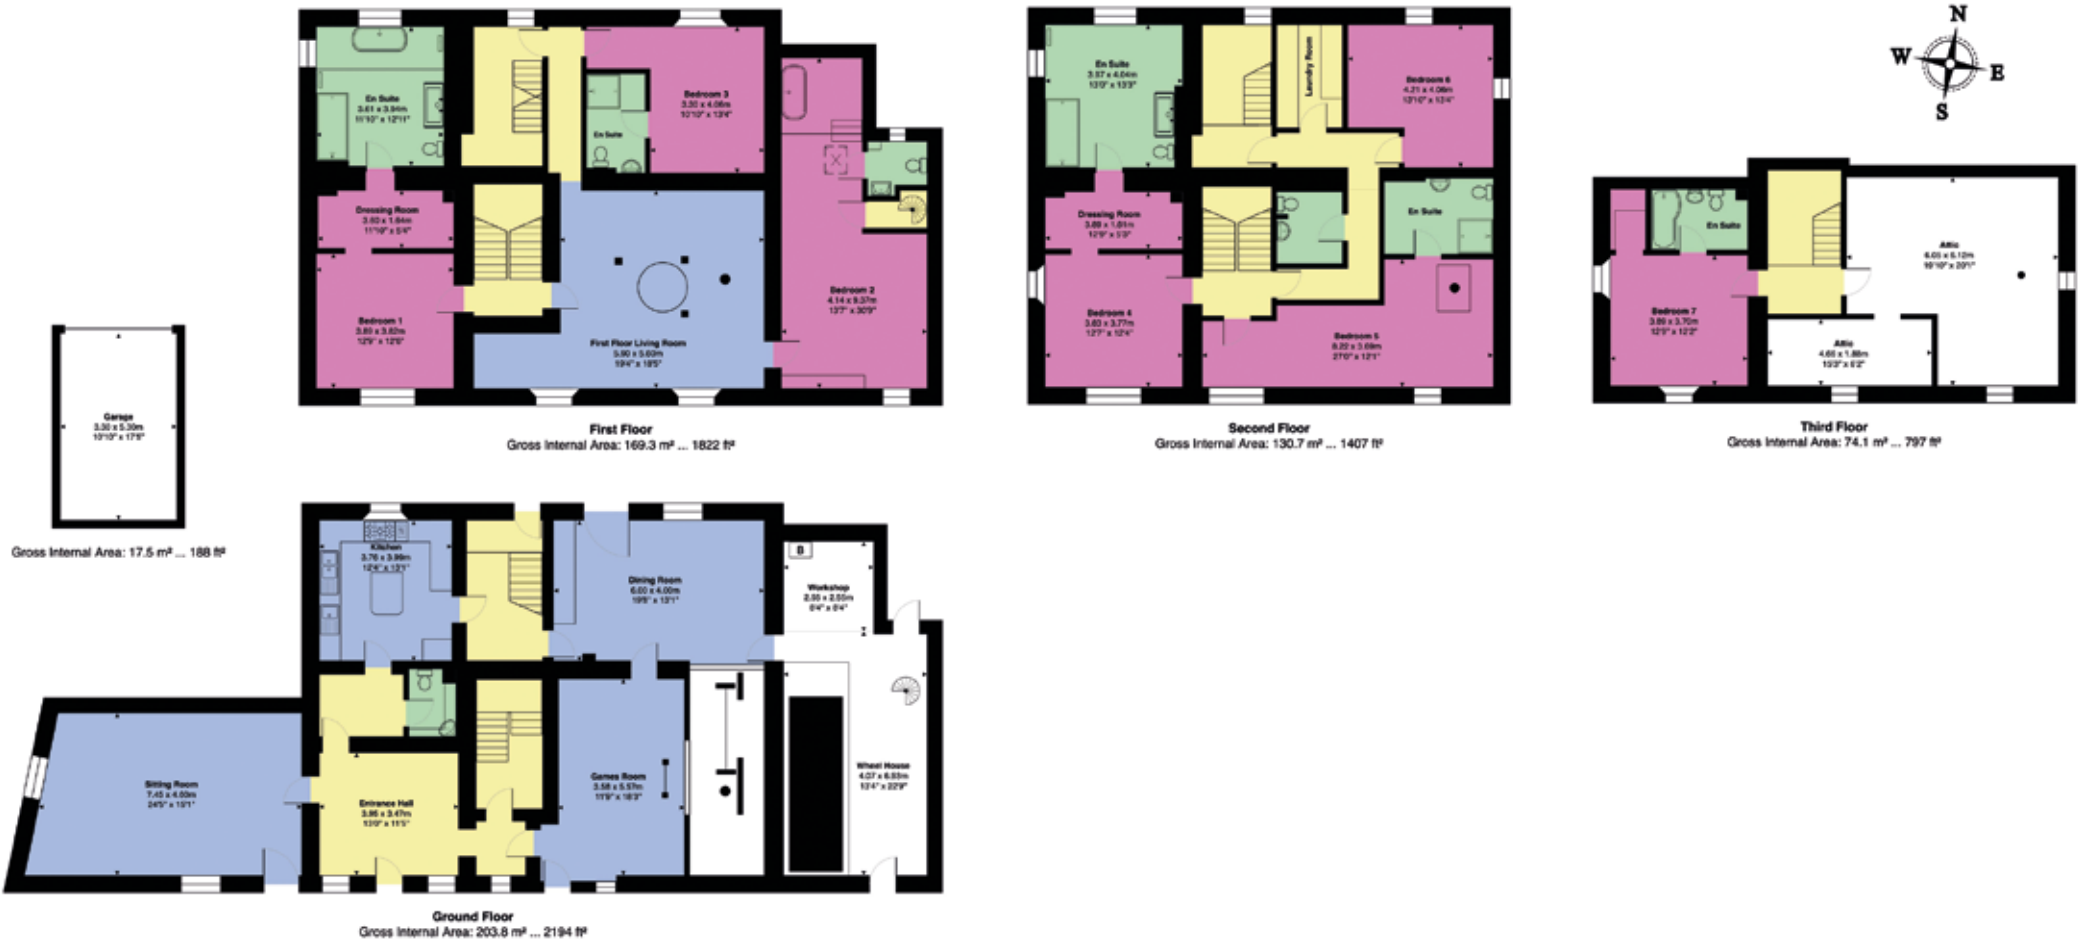 N
W
E
S
En Suite
3.61 x 3.94m
11'10" x 12'11"
Bedroom 3
3.30 x 4.06m
10'10" x 13'4"
En Suite
Dressing Room
3.60 x 1.64m
11'10" x 5'4"
Bedroom 1
3.89 x 3.82m
12'9" x 12'6"
First Floor Living Room
5.90 x 5.60m
19'4" x 18'5"
Bedroom 2
4.14 x 9.37m
13'7" x 30'9"
First Floor
Gross Internal Area: 169.3 m² ... 1822 ft²
En Suite
3.97 x 4.04m
13'0" x 13'3"
Laundry Room
Bedroom 6
4.21 x 4.06m
13'10" x 13'4"
Dressing Room
3.89 x 1.61m
12'9" x 5'3"
En Suite
Bedroom 4
3.83 x 3.77m
12'7" x 12'4"
Bedroom 5
8.22 x 3.69m
27'0" x 12'1"
Second Floor
Gross Internal Area: 130.7 m² ... 1407 ft²
En Suite
Attic
6.05 x 6.12m
19'10" x 20'1"
Bedroom 7
3.89 x 3.70m
12'9" x 12'2"
Attic
4.66 x 1.88m
15'3" x 6'2"
Third Floor
Gross Internal Area: 74.1 m² ... 797 ft²
Garage
3.30 x 5.30m
10'10" x 17'5"
Gross Internal Area: 17.5 m² ... 188 ft²
Kitchen
3.76 x 3.99m
12'4" x 13'1"
Dining Room
6.00 x 4.00m
19'8" x 13'1"
B
Workshop
2.55 x 2.55m
8'4" x 8'4"
Sitting Room
7.45 x 4.60m
24'5" x 15'1"
Entrance Hall
3.96 x 3.47m
13'0" x 11'5"
Games Room
3.58 x 5.57m
11'9" x 18'3"
Wheel House
4.07 x 6.93m
13'4" x 22'9"
Ground Floor
Gross Internal Area: 203.8 m² ... 2194 ft²